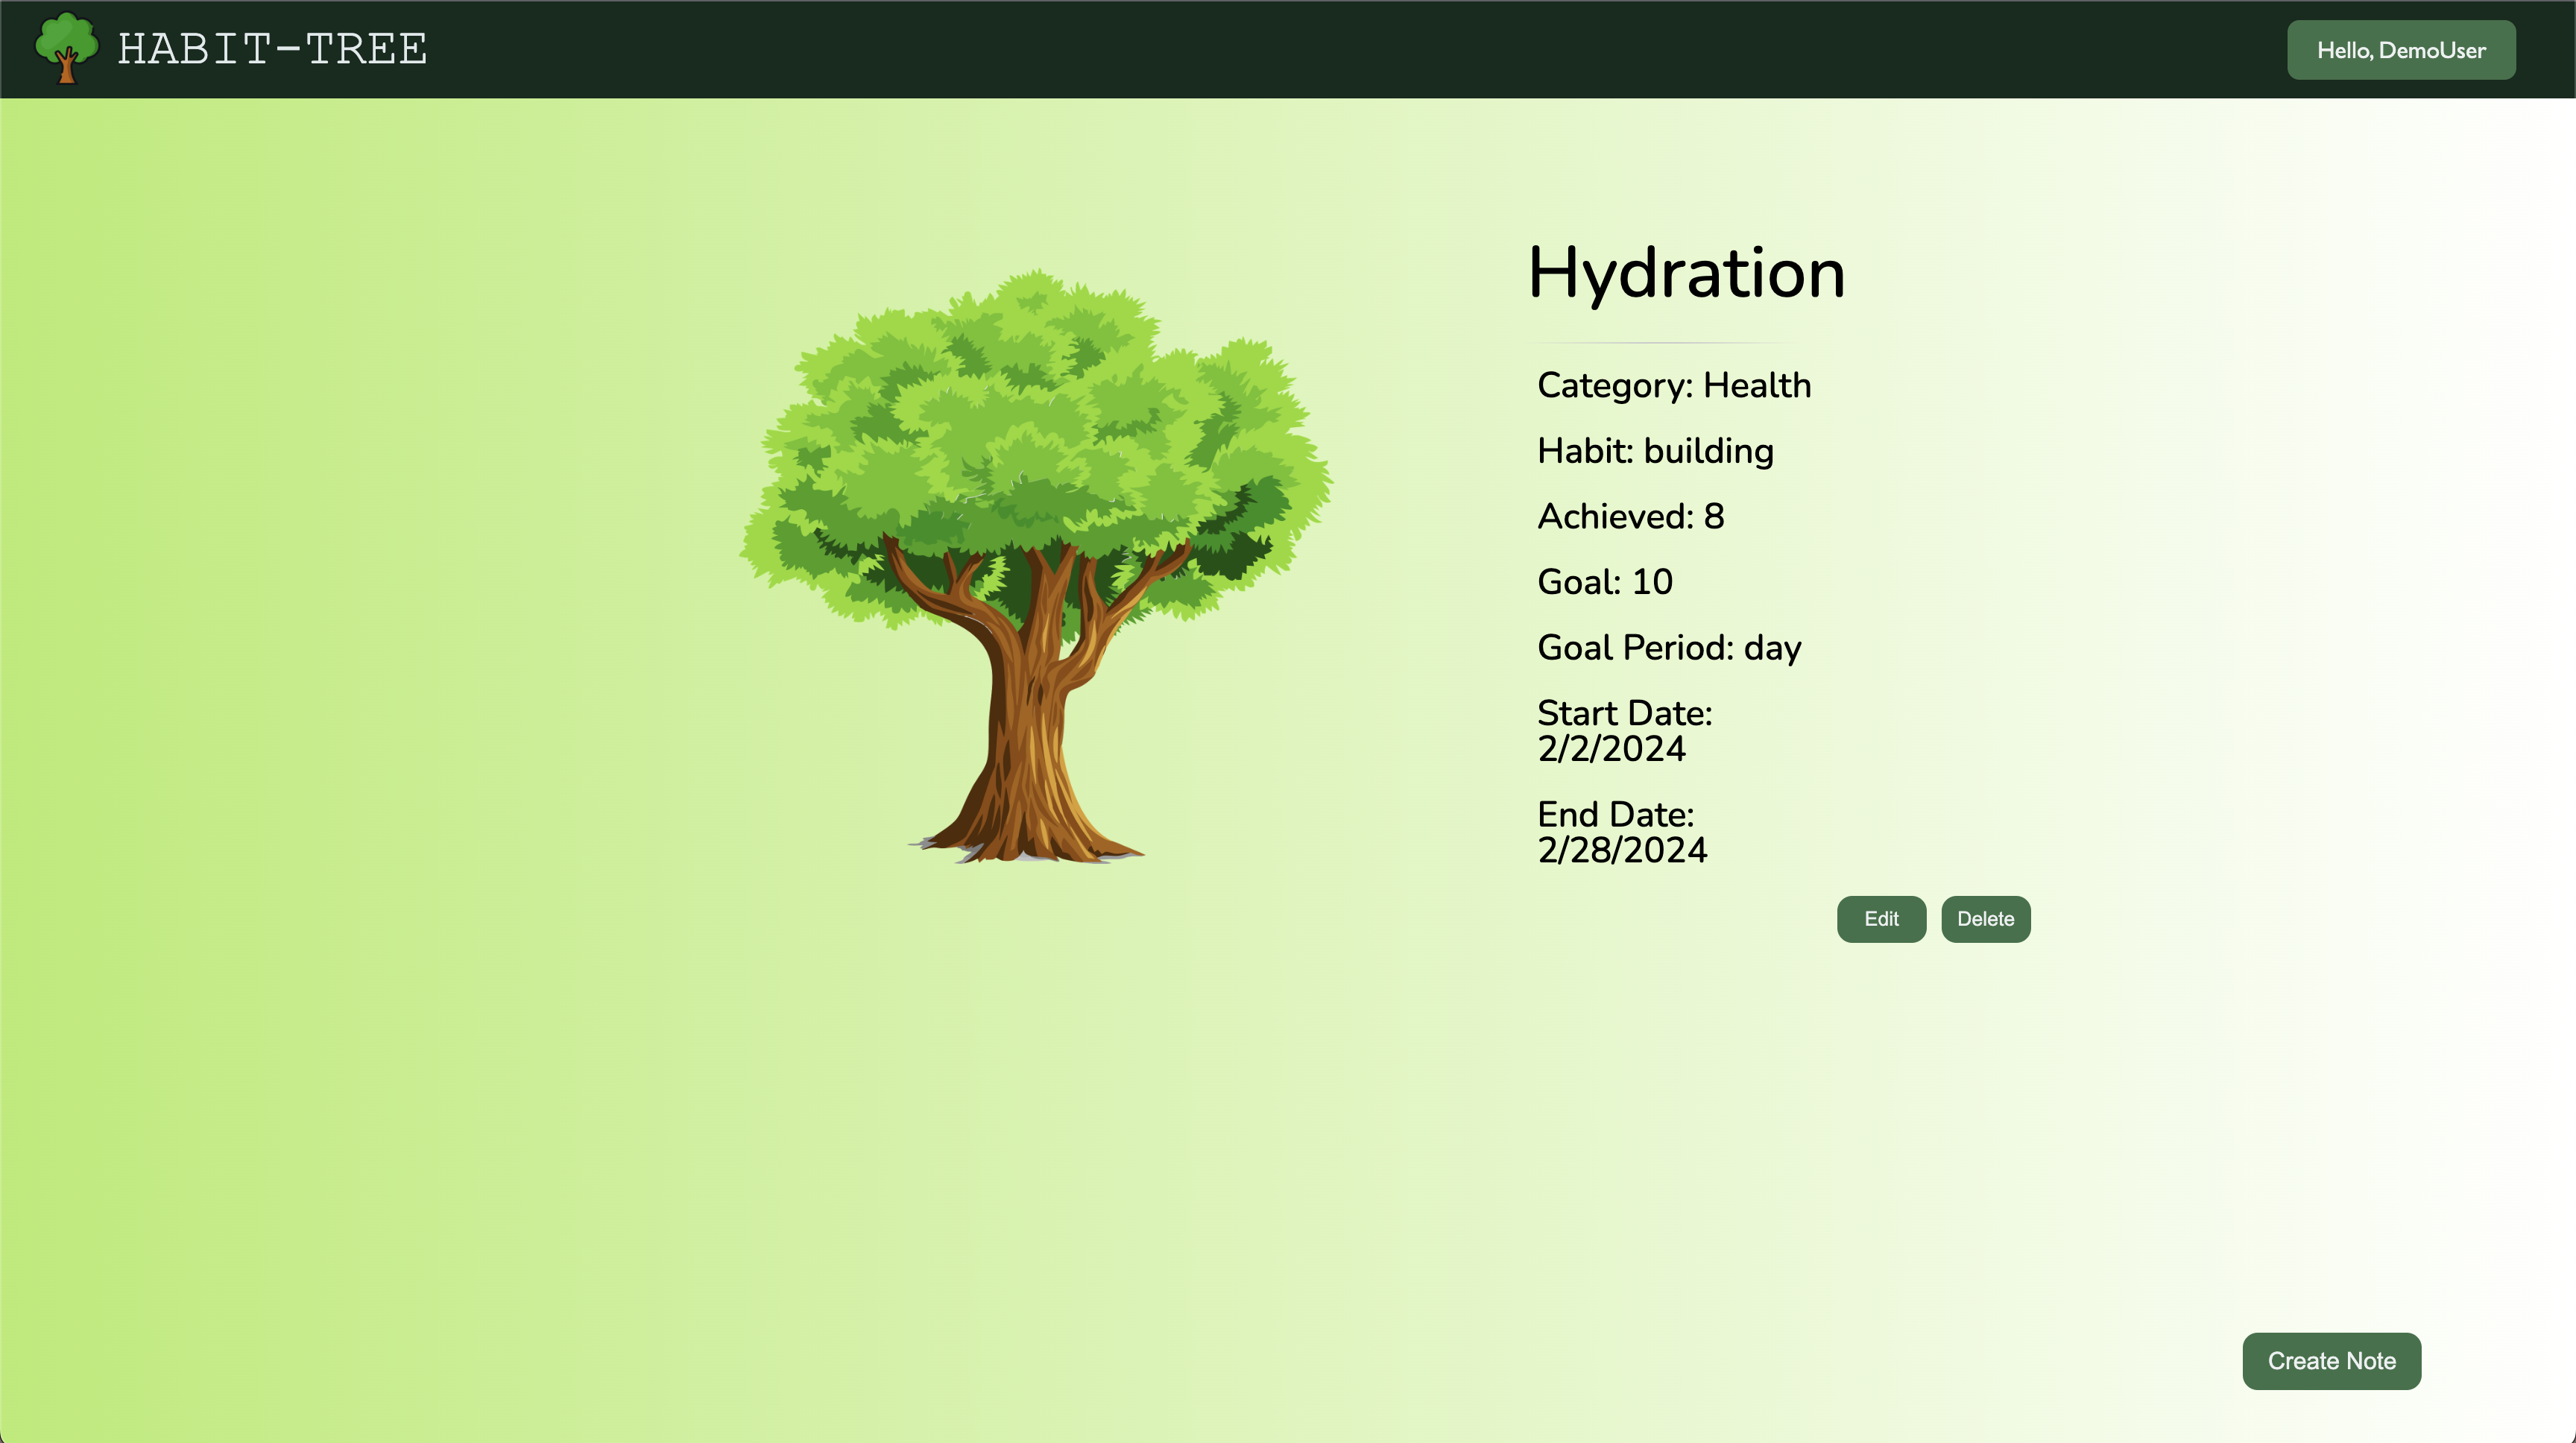 HABIT-TREE
Hello, DemoUser
Hydration
Category: Health
Habit: building
Achieved: 8
Goal: 10
Goal Period: day
Start Date:
2/2/2024
End Date:
2/28/2024
Edit
Delete
Create Note